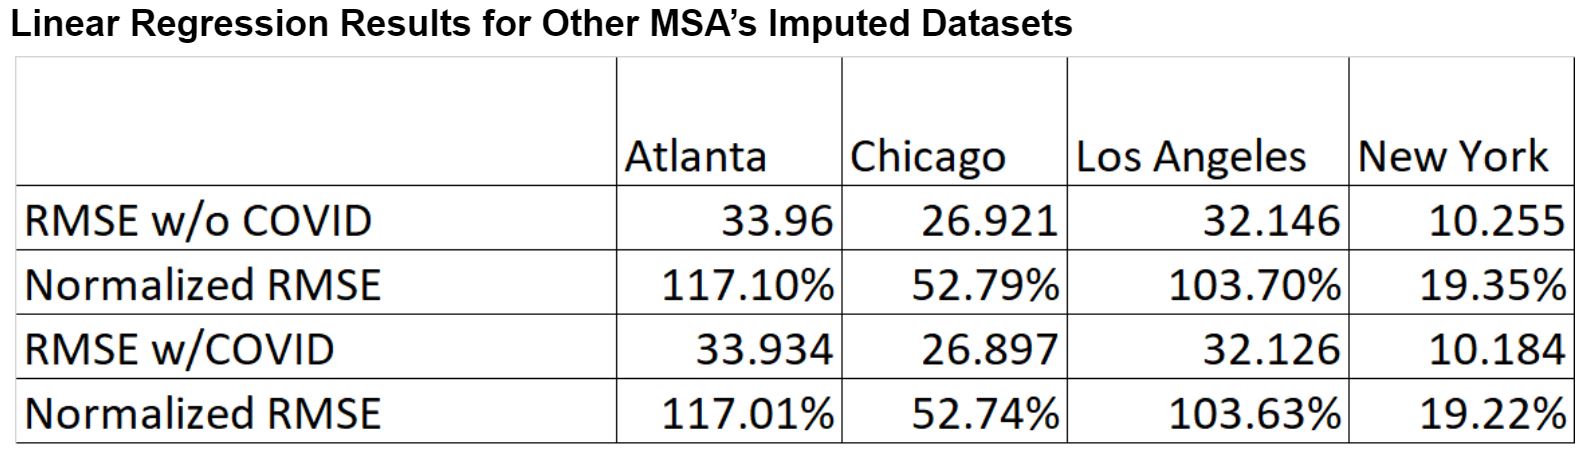 Linear Regression Results for Other MSA’s Imputed Datasets
Atlanta Chicago Los Angeles New York
RMSE w/o COVID 33.96 26.921 32.146 10.255
Normalized RMSE 117.10% 52.79% 103.70% 19.35%
RMSE w/COVID 33.934 26.897 32.126 10.184
Normalized RMSE 117.01% 52.74% 103.63% 19.22%